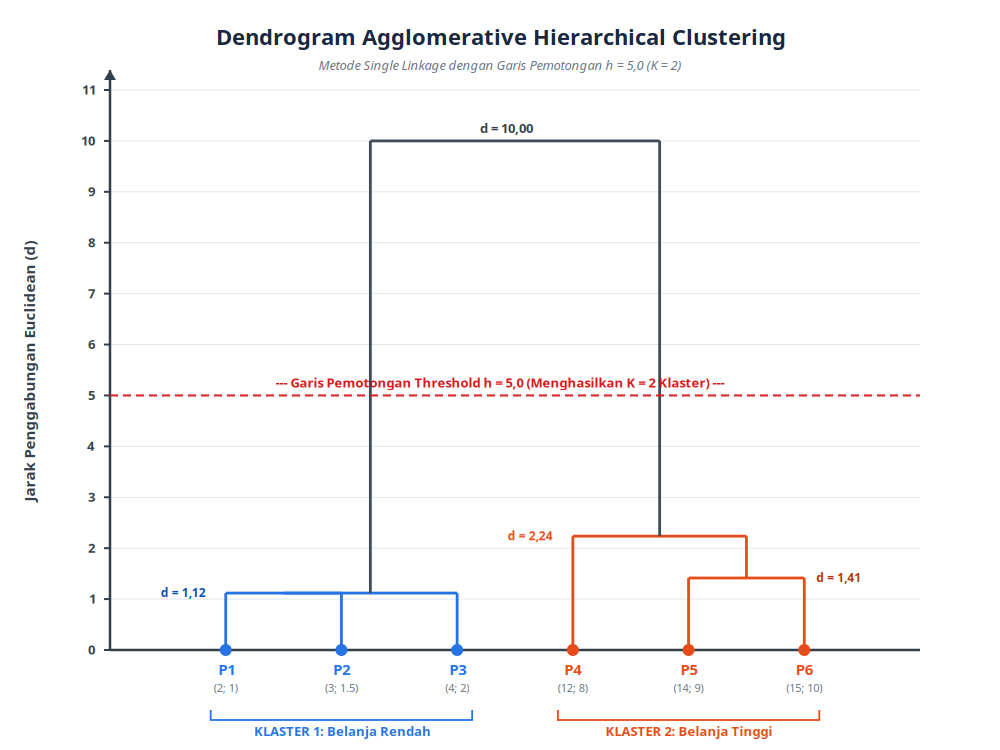 Dendrogram Agglomerative Hierarchical Clustering
Metode Single Linkage dengan Garis Pemotongan h = 5,0 (K = 2)
Jarak Penggabungan Euclidean (d)
11
10
9
8
7
6
5
4
3
2
1
0
d = 10,00
--- Garis Pemotongan Threshold h = 5,0 (Menghasilkan K = 2 Klaster) ---
d = 2,24
d = 1,41
d = 1,12
P1 P2 P3 P4 P5 P6
(2; 1) (3; 1.5) (4; 2) (12; 8) (14; 9) (15; 10)
KLASTER 1: Belanja Rendah KLASTER 2: Belanja Tinggi